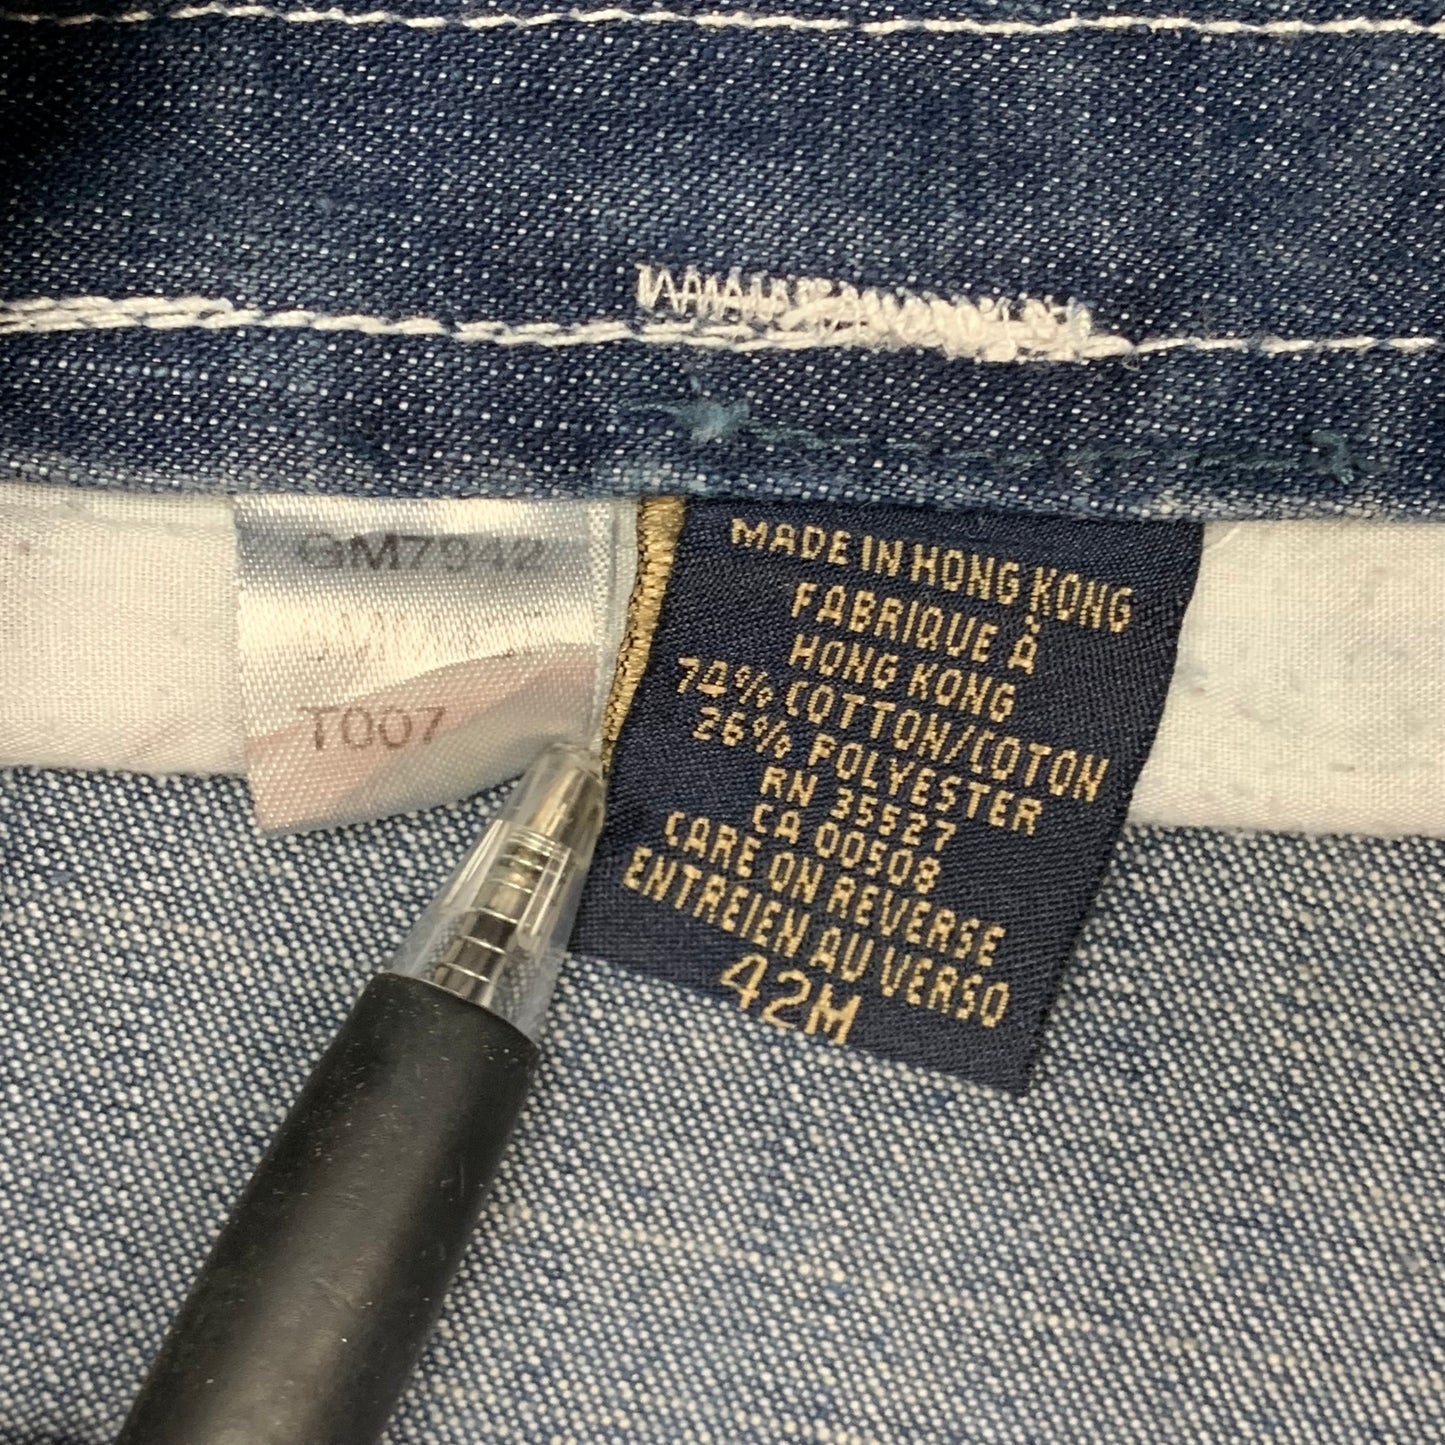 GM7942
T007
MADE IN HONG KONG
FABRIQUE À
HONG KONG
74% COTTON/COTON
26% POLYESTER
RN 35527
CA 00508
CARE ON REVERSE
ENTREIEN AU VERSO
42M